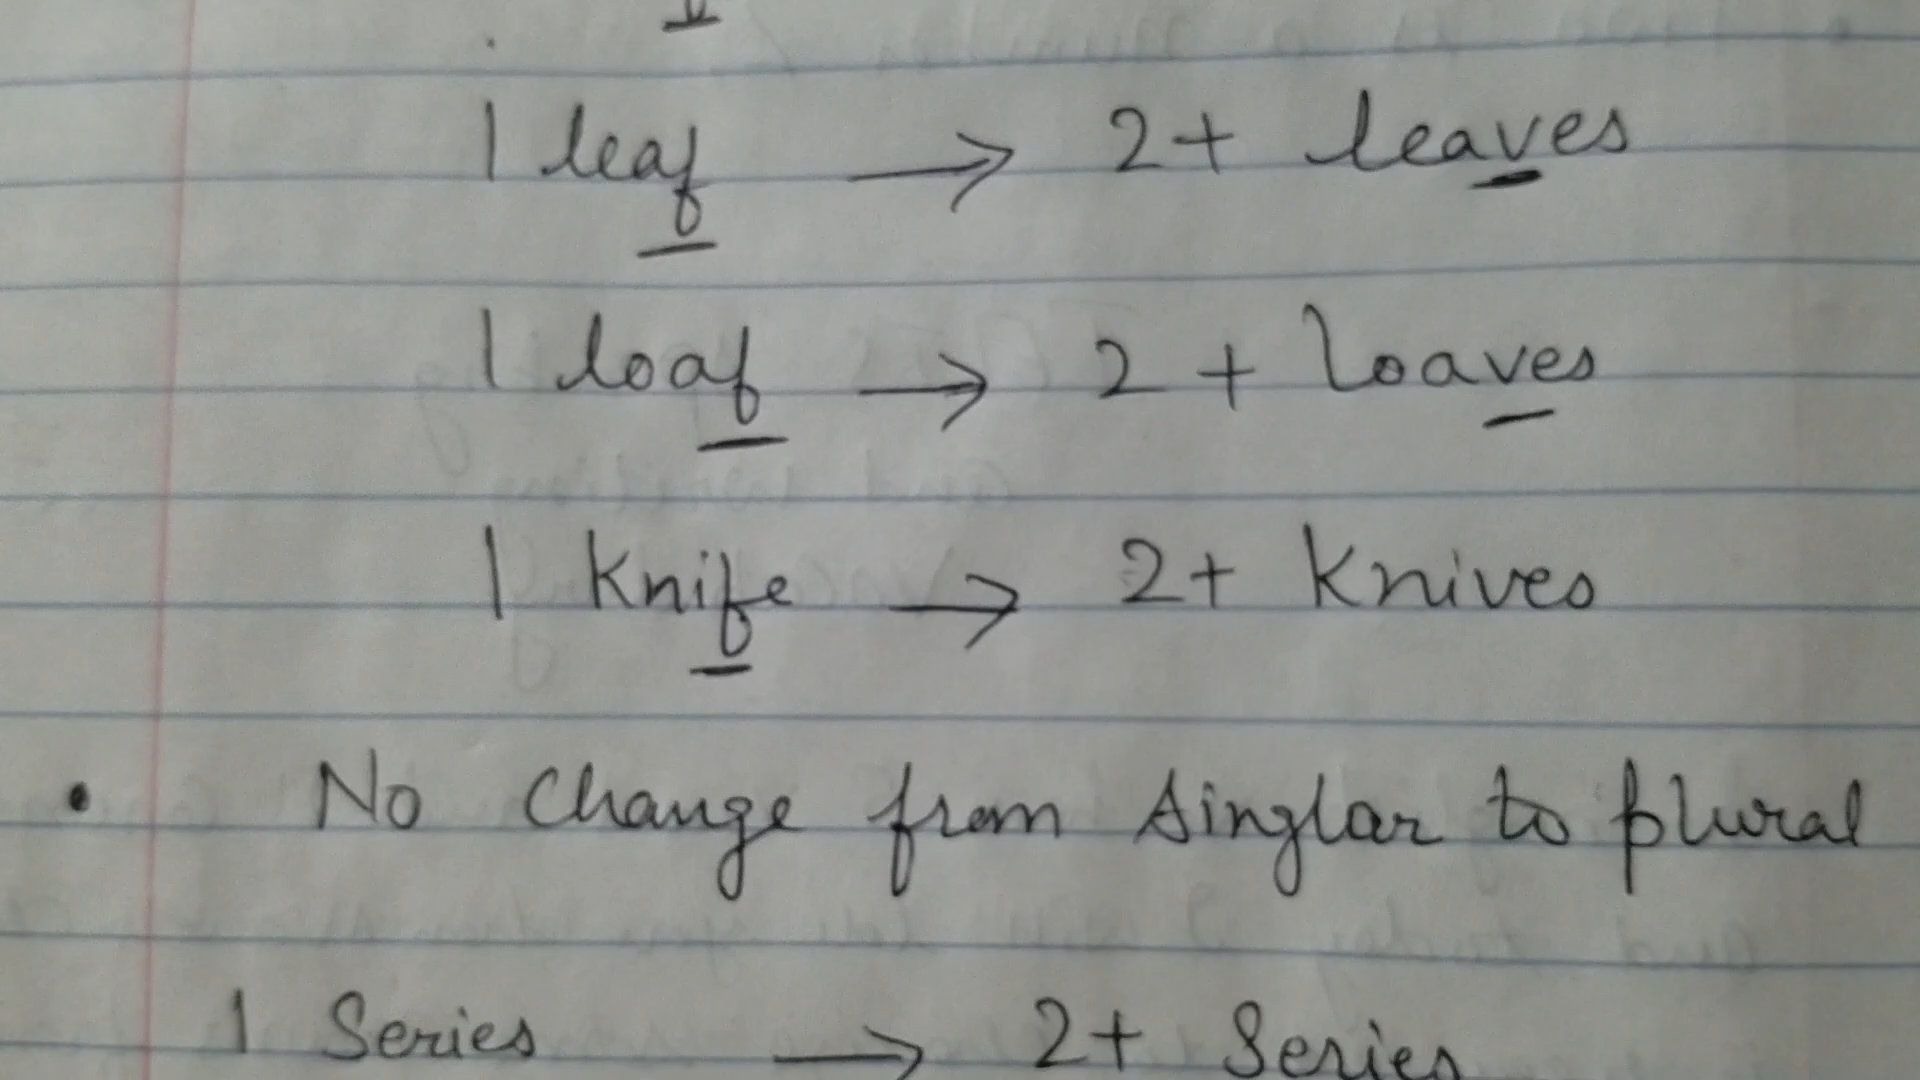 1 leaf → 2+ leaves
1 loaf → 2 + loaves
1 Knife → 2+ Knives
• No Change from Singlar to plural
1 Series → 2+ Series